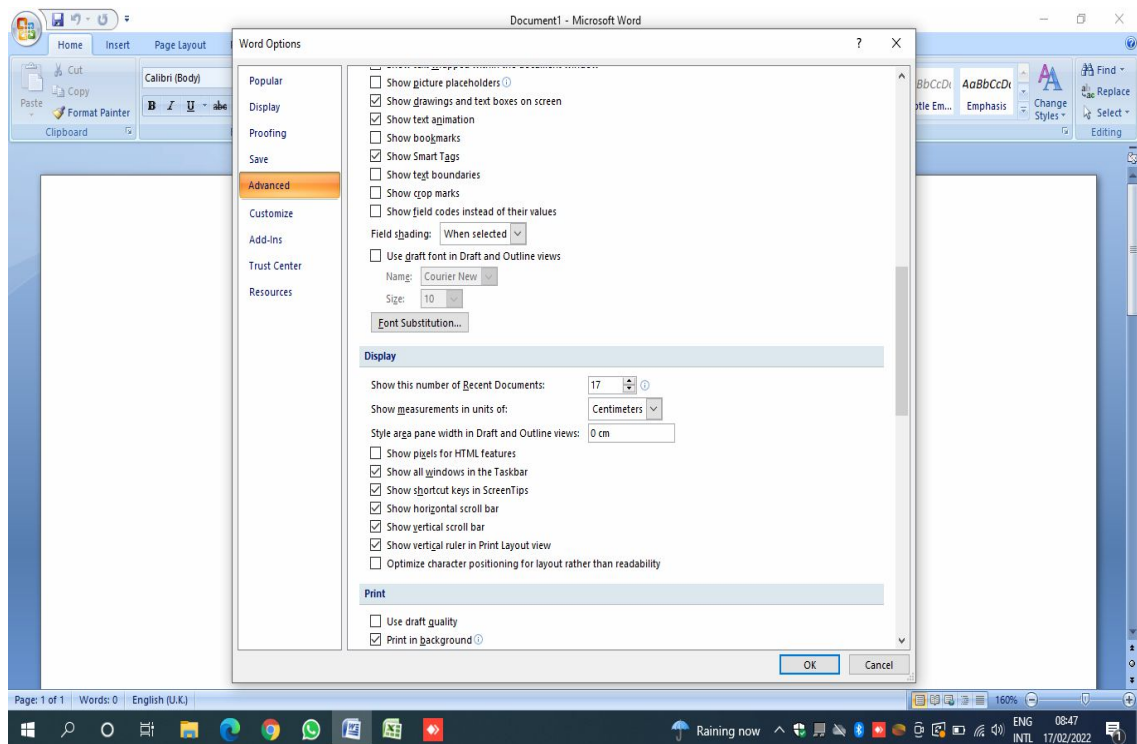 Document1 - Microsoft Word
Home Insert Page Layout
Word Options ?
Cut
Copy
Paste
Format Painter
Clipboard
Calibri (Body)
B I U abe
Popular
Display
Proofing
Save
Advanced
Customize
Add-Ins
Trust Center
Resources
Show picture placeholders
Show drawings and text boxes on screen
Show text animation
Show bookmarks
Show Smart Tags
Show text boundaries
Show crop marks
Show field codes instead of their values
Field shading: When selected
Use draft font in Draft and Outline views
Name: Courier New
Size: 10
Font Substitution...
Display
Show this number of Recent Documents: 17
Show measurements in units of: Centimeters
Style area pane width in Draft and Outline views: 0 cm
Show pixels for HTML features
Show all windows in the Taskbar
Show shortcut keys in ScreenTips
Show horizontal scroll bar
Show vertical scroll bar
Show vertical ruler in Print Layout view
Optimize character positioning for layout rather than readability
Print
Use draft quality
Print in background
OK Cancel
BbCcDc AaBbCcDc
tle Em... Emphasis
Change
Styles
Find
Replace
Select
Editing
Page: 1 of 1 Words: 0 English (U.K.) 160%
Raining now
ENG 08:47
INTL 17/02/2022